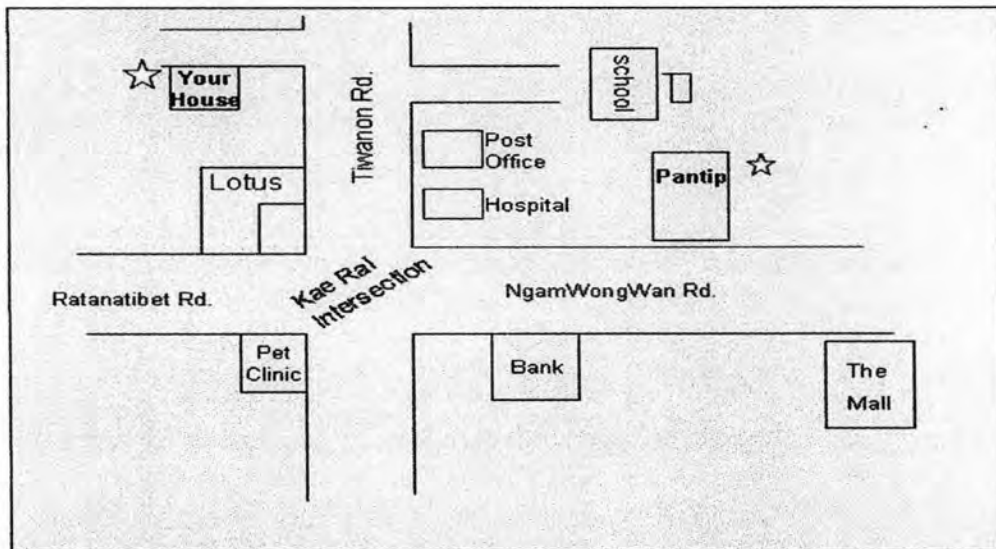 Your
House
Tiwanon Rd.
school
Post
Office
Pantip
Lotus
Hospital
Kae Rai
Intersection
Ratanatibet Rd.
NgamWongWan Rd.
Pet
Clinic
Bank
The
Mall